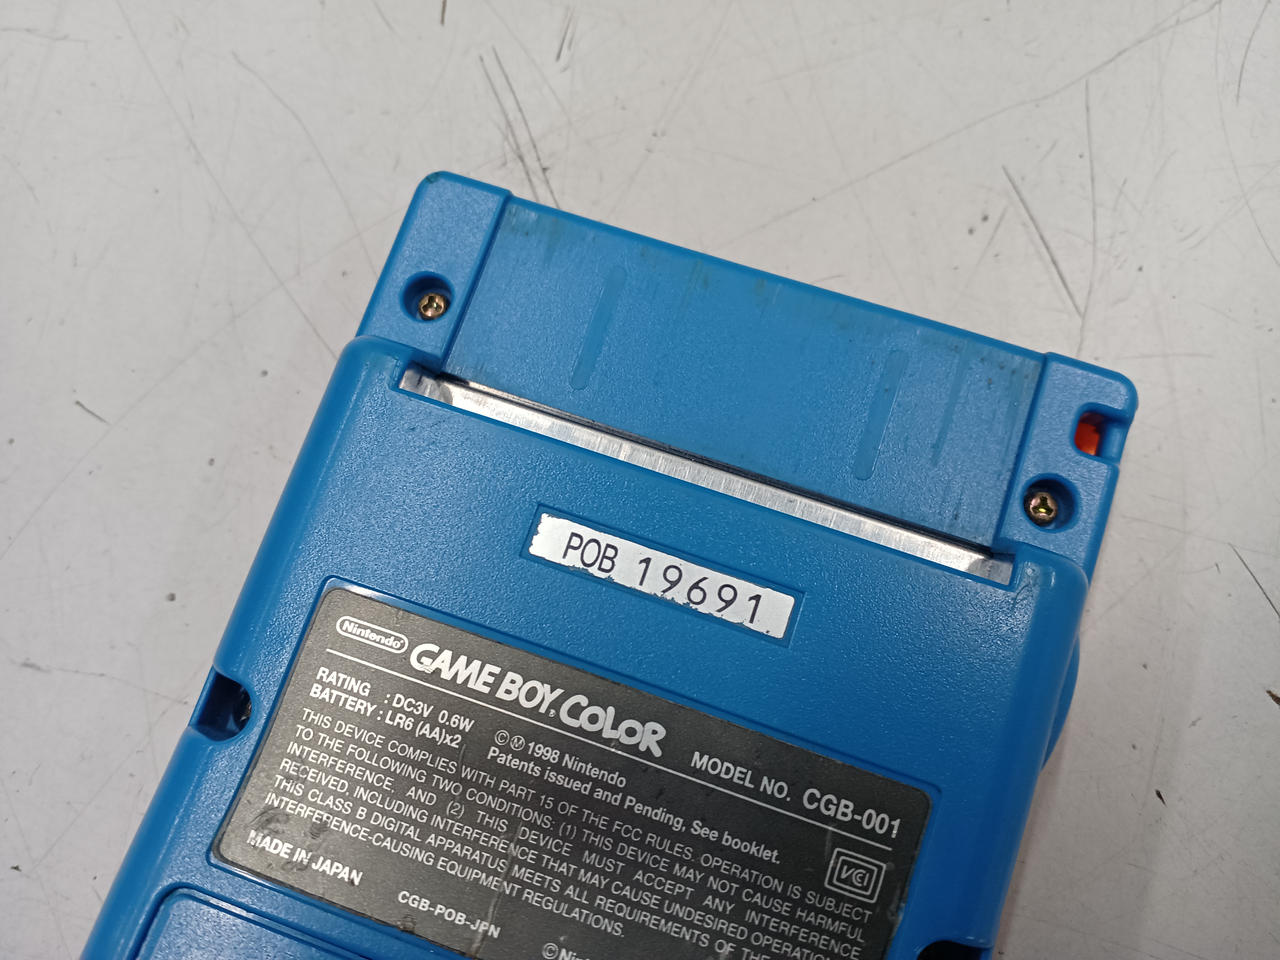 POB 19691
Nintendo®
GAME BOY COLOR
RATING : DC3V 0.6W
BATTERY : LR6 (AA)x2
©Ⓜ 1998 Nintendo
Patents issued and Pending, See booklet.
MODEL NO. CGB-001
THIS DEVICE COMPLIES WITH PART 15 OF THE FCC RULES. OPERATION IS SUBJECT
TO THE FOLLOWING TWO CONDITIONS: (1) THIS DEVICE MAY NOT CAUSE HARMFUL
INTERFERENCE. AND (2) THIS DEVICE MUST ACCEPT ANY INTERFERENCE
RECEIVED, INCLUDING INTERFERENCE THAT MAY CAUSE UNDESIRED OPERATION
THIS CLASS B DIGITAL APPARATUS MEETS ALL REQUIREMENTS OF THE
INTERFERENCE-CAUSING EQUIPMENT REGULATIONS.
VCI
MADE IN JAPAN
CGB-POB-JPN